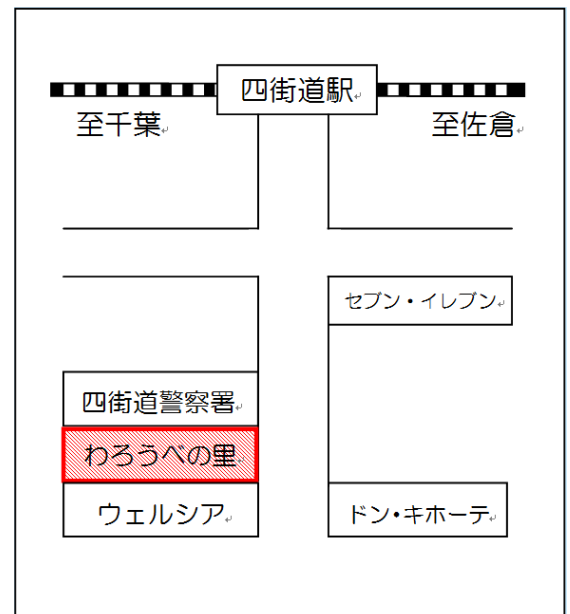 四街道駅
至千葉
至佐倉
セブン・イレブン
四街道警察署
わろうべの里
ウェルシア
ドン・キホーテ